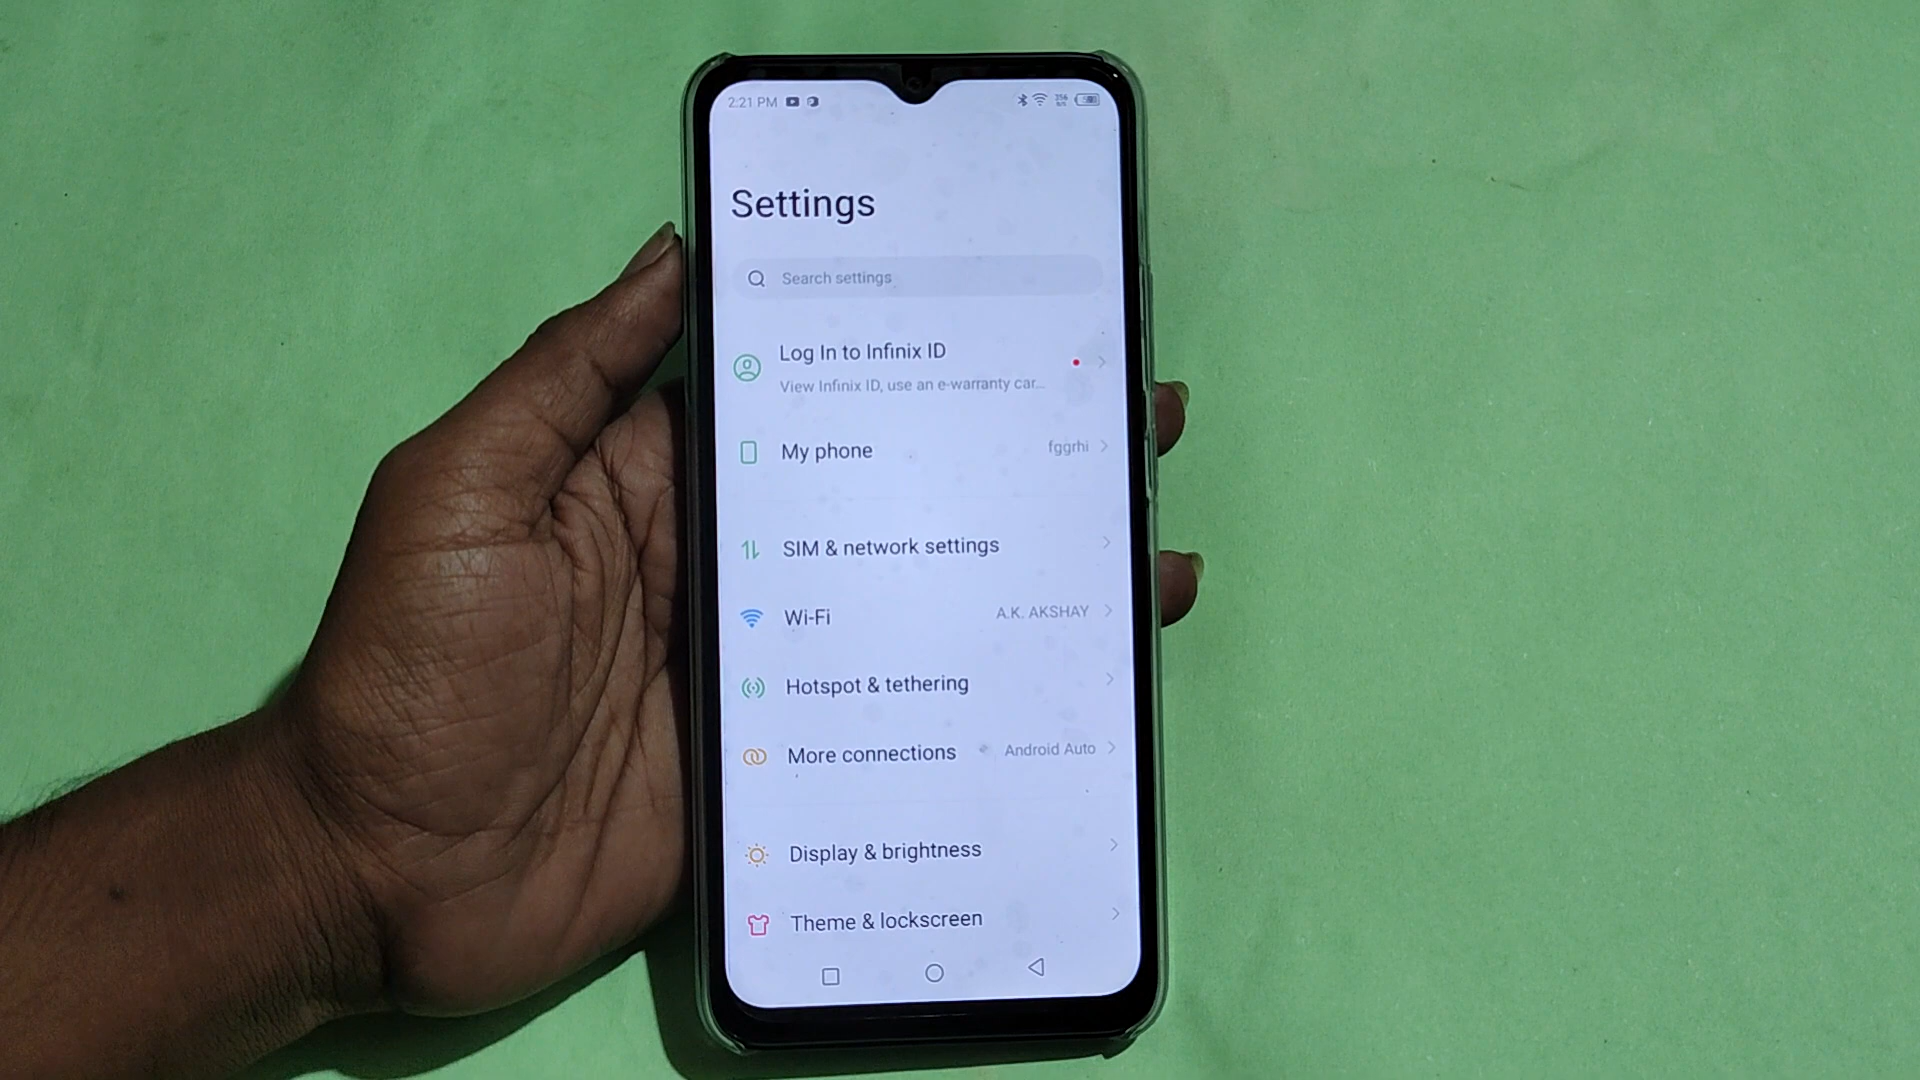 2:21 PM
Settings
Search settings
Log In to Infinix ID
View Infinix ID, use an e-warranty car...
My phone fggrhi
SIM & network settings
Wi-Fi A.K. AKSHAY
Hotspot & tethering
More connections Android Auto
Display & brightness
Theme & lockscreen